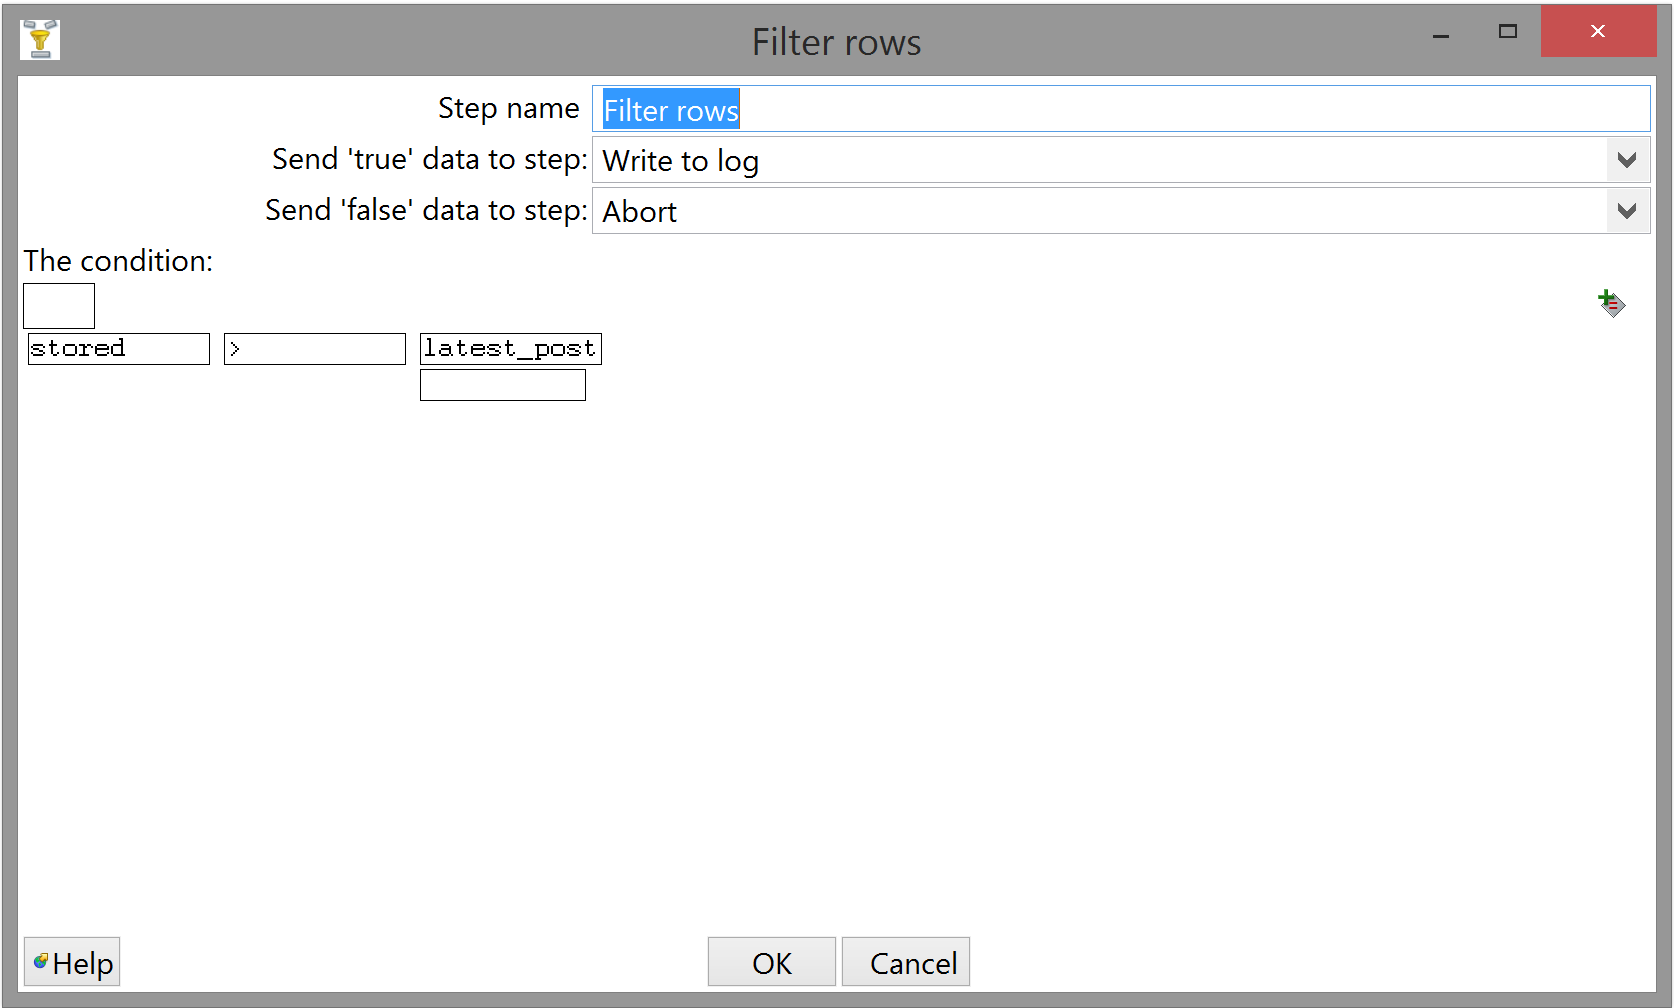 Filter rows
Step name Filter rows
Send 'true' data to step: Write to log
Send 'false' data to step: Abort
The condition:
stored > latest_post
Help OK Cancel